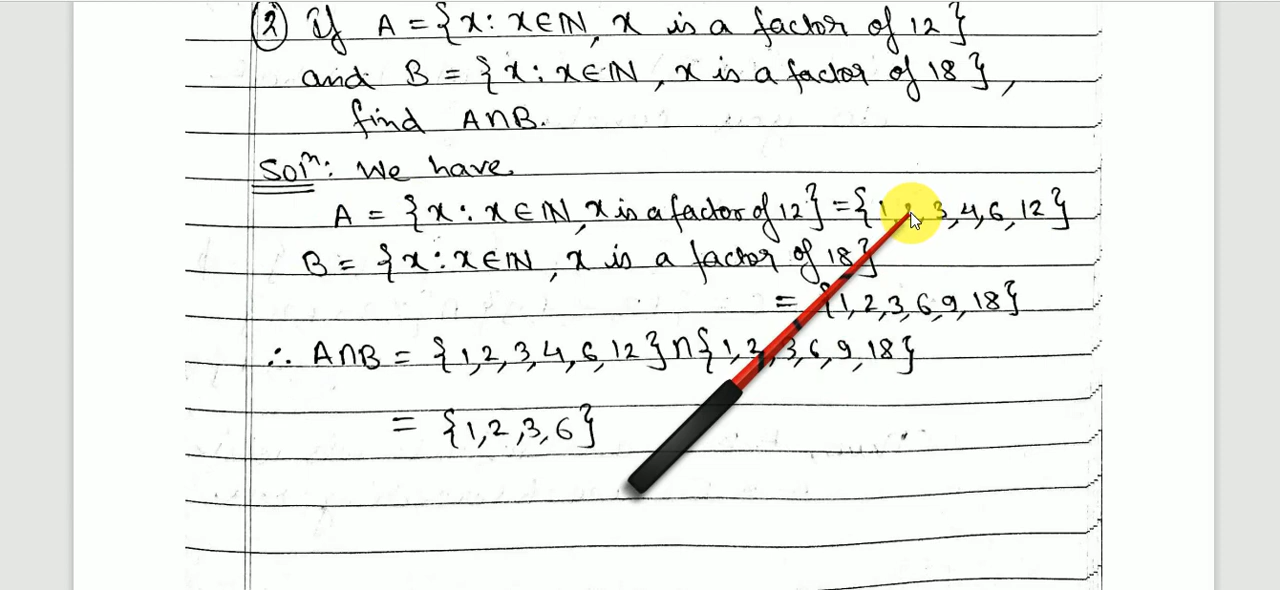 (2) If A = {x : x ∈ ℕ, x is a factor of 12}
and B = {x : x ∈ ℕ, x is a factor of 18},
find A∩B.
Solⁿ: We have
A = {x : x ∈ ℕ, x is a factor of 12} = {1, 2, 3, 4, 6, 12}
B = {x : x ∈ ℕ, x is a factor of 18}
= {1, 2, 3, 6, 9, 18}
∴ A∩B = {1, 2, 3, 4, 6, 12} ∩ {1, 2, 3, 6, 9, 18}
= {1, 2, 3, 6}